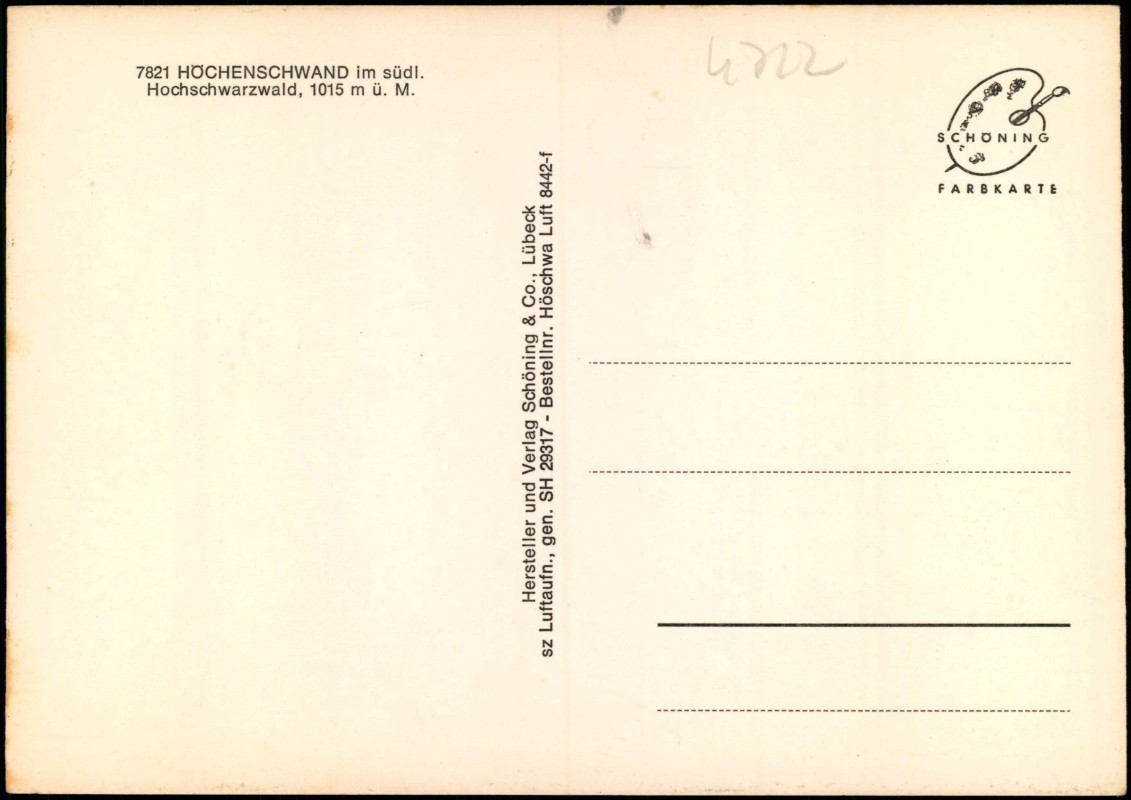 7821 HÖCHENSCHWAND im südl.
Hochschwarzwald, 1015 m ü. M.
Hersteller und Verlag Schöning & Co., Lübeck
sz Luftaufn., gen. SH 29317 - Bestellnr. Höschwa Luft 8442-f
SCHÖNING
FARBKARTE